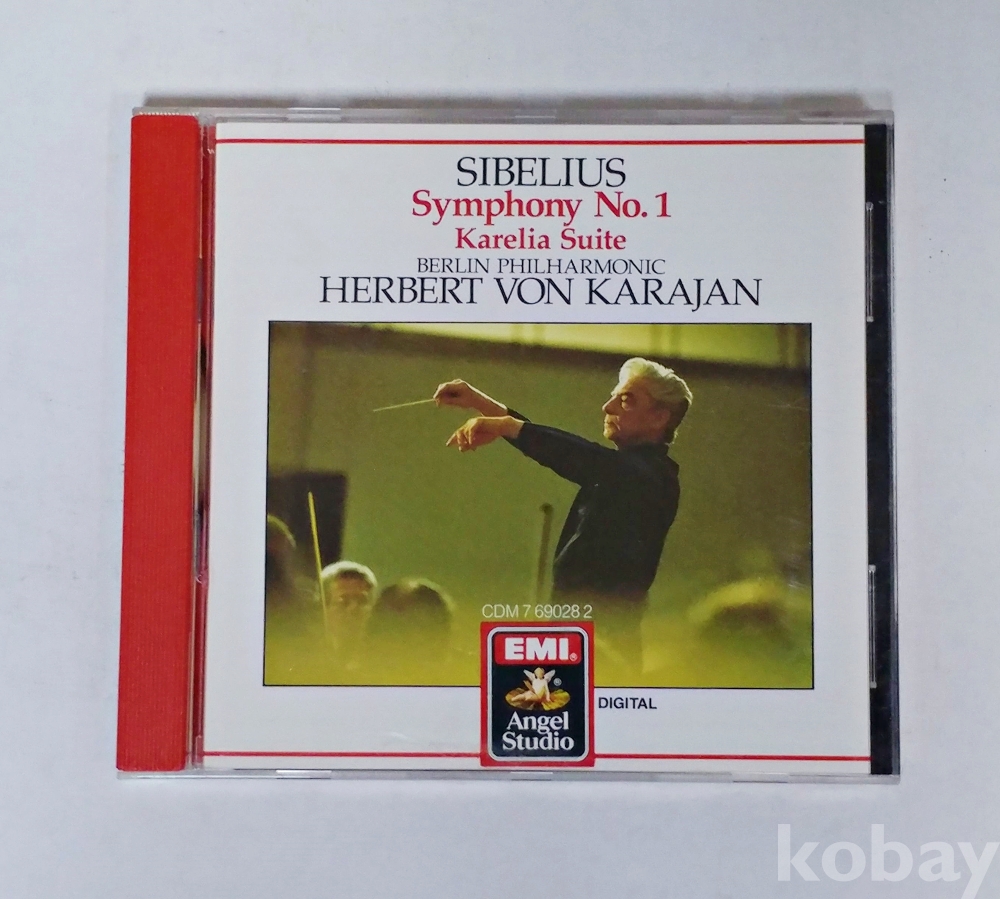 SIBELIUS
Symphony No. 1
Karelia Suite
BERLIN PHILHARMONIC
HERBERT VON KARAJAN
CDM 7 69028 2
EMI®
®
Angel
Studio
DIGITAL
kobay